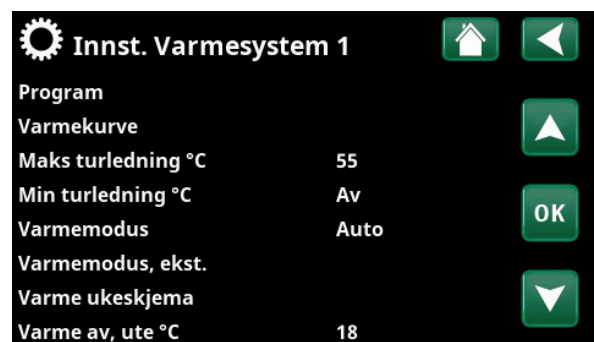 Innst. Varmesystem 1
Program
Varmekurve
Maks turledning °C 55
Min turledning °C Av
Varmemodus Auto
OK
Varmemodus, ekst.
Varme ukeskjema
Varme av, ute °C 18